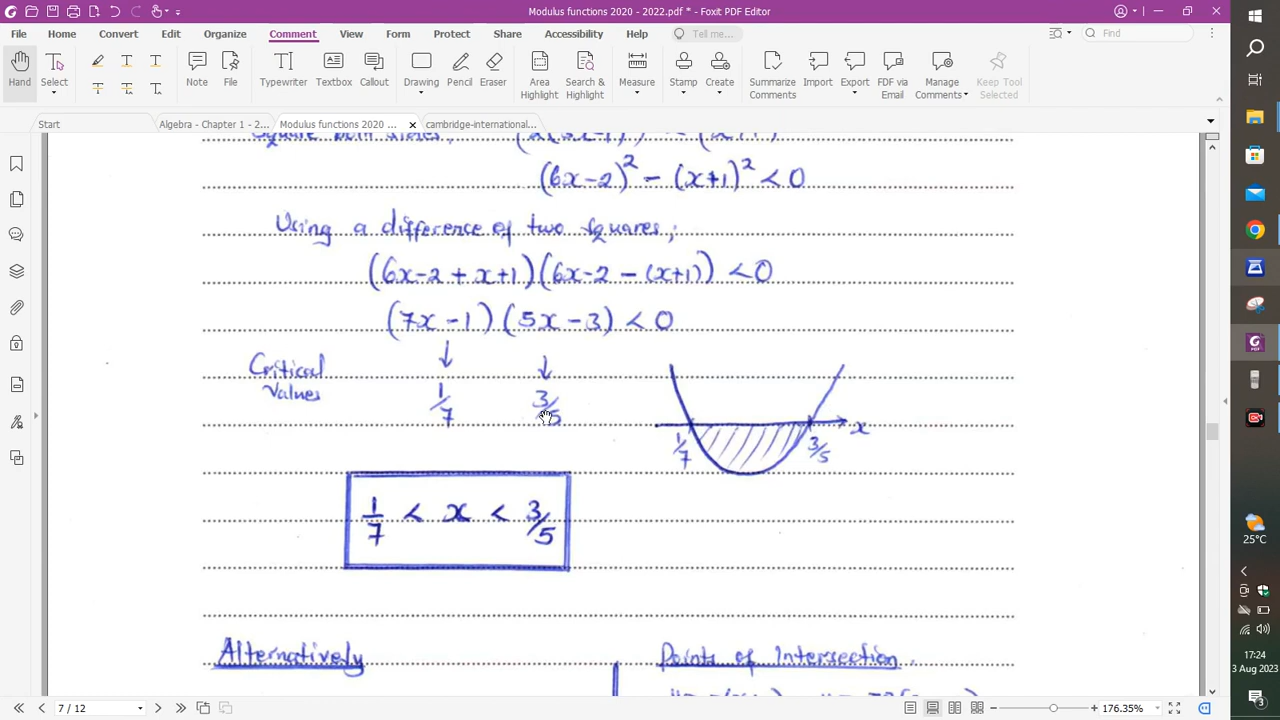 Modulus functions 2020 - 2022.pdf * - Foxit PDF Editor
File Home Convert Edit Organize Comment View Form Protect Share Accessibility Help Tell me... Find
Hand Select Note File Typewriter Textbox Callout Drawing Pencil Eraser Area Highlight Search & Highlight Measure Stamp Create Summarize Comments Import Export FDF via Email Manage Comments Keep Tool Selected
Start Algebra - Chapter 1 - 2... Modulus functions 2020 ... cambridge-international...
(6x-2)² - (x+1)² < 0
Using a difference of two squares;
(6x-2 + x+1)(6x-2 - (x+1)) < 0
(7x - 1) (5x - 3) < 0
Critical values
1/7 3/5
1/7 3/5 x
1/7 < x < 3/5
Alternatively
Points of Intersection.
7 / 12
176.35%
25°C
17:24
3 Aug 2023
3